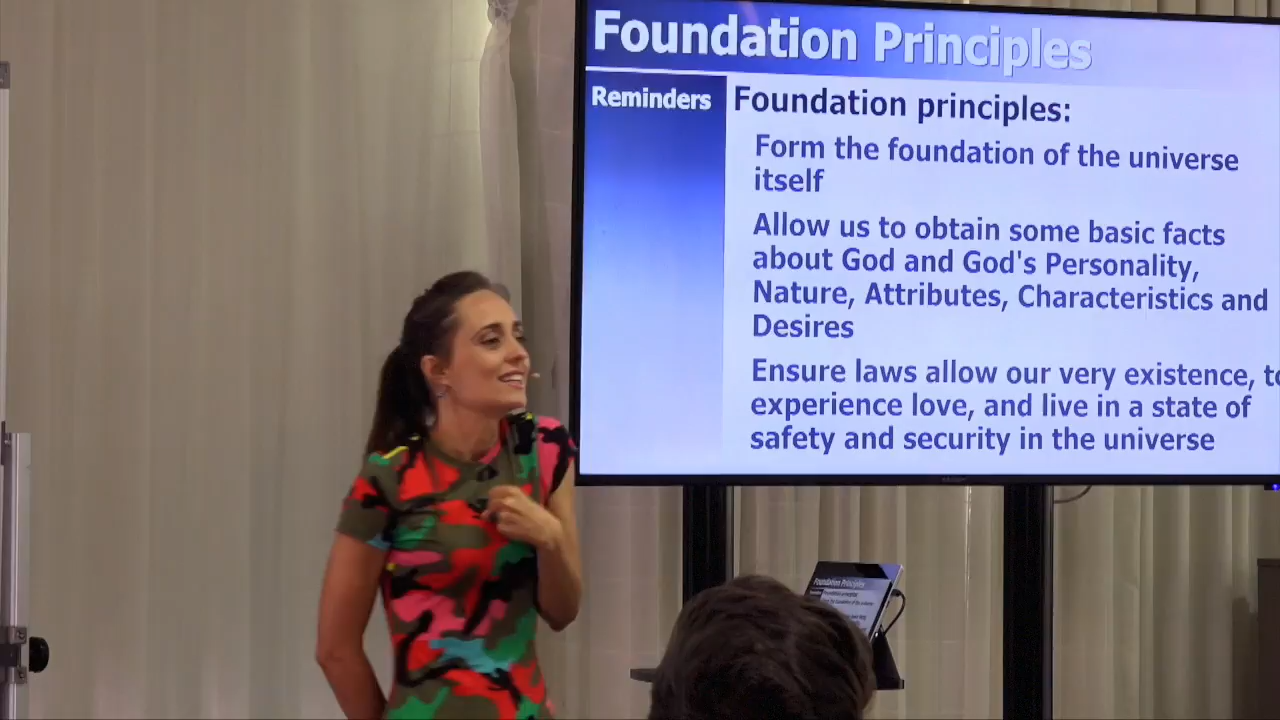 Foundation Principles
Reminders
Foundation principles:
Form the foundation of the universe
itself
Allow us to obtain some basic facts
about God and God's Personality,
Nature, Attributes, Characteristics and
Desires
Ensure laws allow our very existence, to
experience love, and live in a state of
safety and security in the universe
Foundation Principles